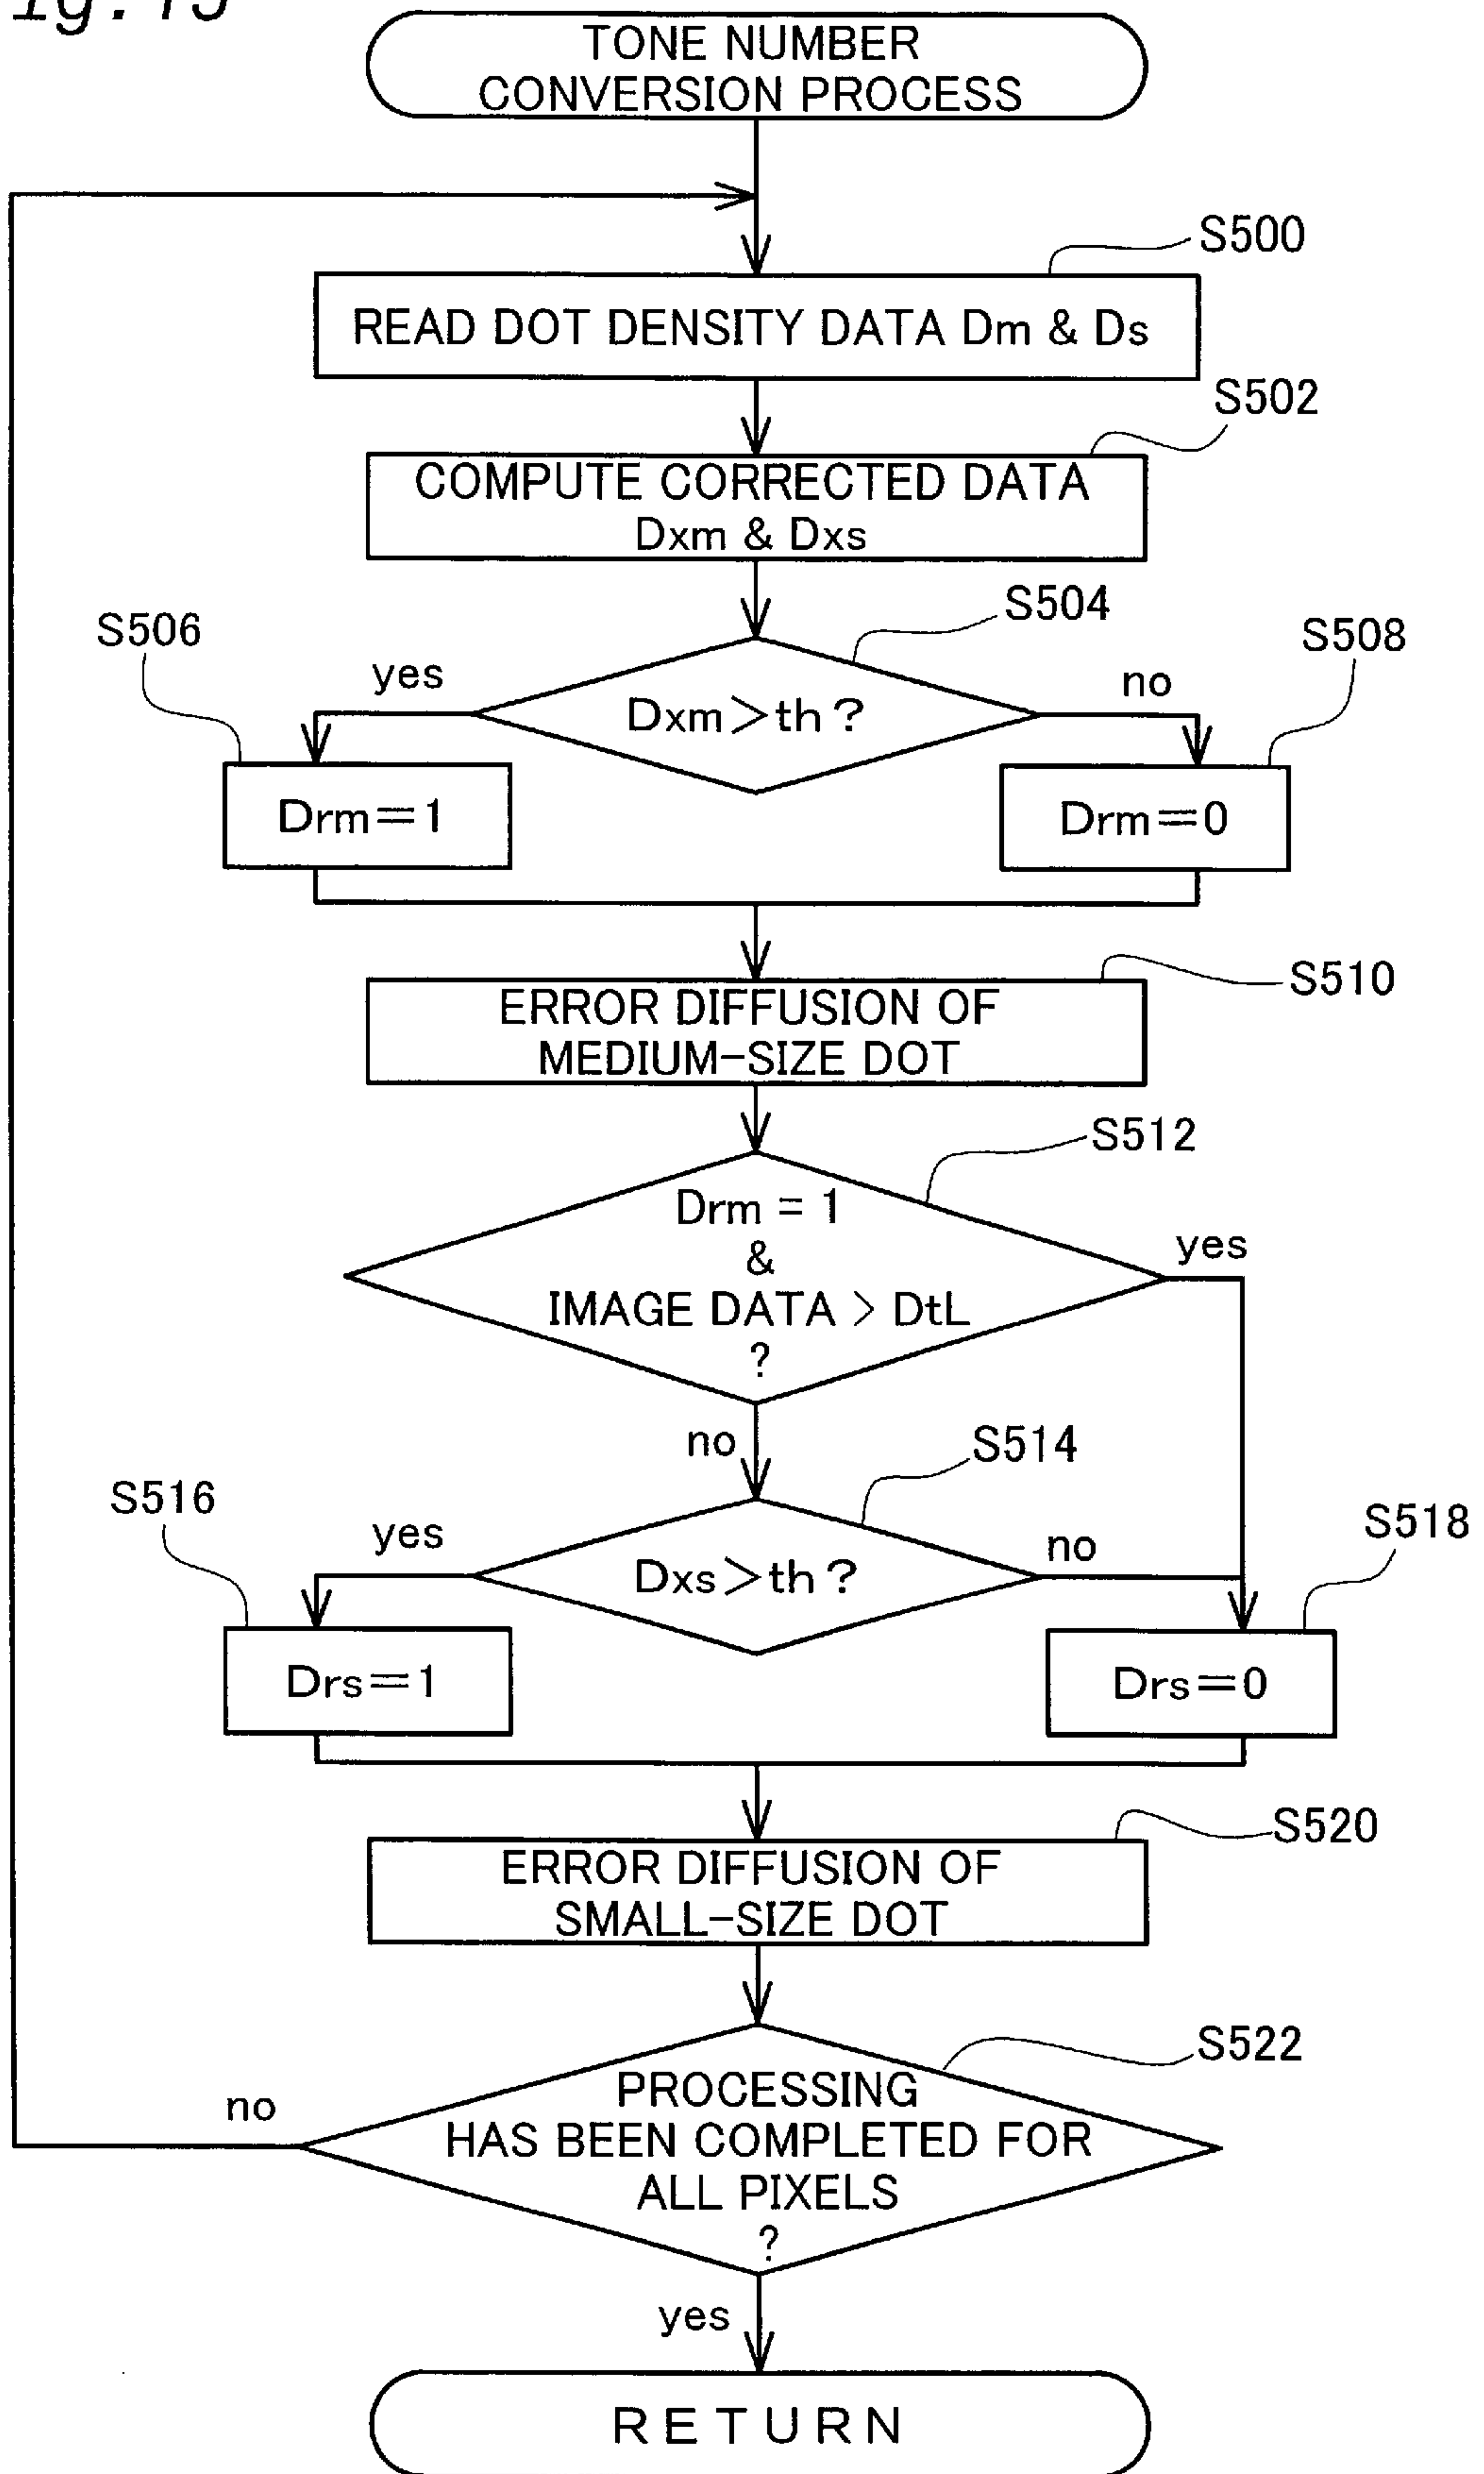 TONE NUMBER
CONVERSION PROCESS
S500
READ DOT DENSITY DATA Dm & Ds
S502
COMPUTE CORRECTED DATA
Dxm & Dxs
S504
S506
S508
yes
no
Dxm>th?
Drm=1
Drm=0
S510
ERROR DIFFUSION OF
MEDIUM-SIZE DOT
S512
Drm = 1
&
IMAGE DATA > DtL
?
yes
no
S514
S516
S518
yes
no
Dxs>th?
Drs=1
Drs=0
S520
ERROR DIFFUSION OF
SMALL-SIZE DOT
S522
PROCESSING
HAS BEEN COMPLETED FOR
ALL PIXELS
?
no
yes
RETURN